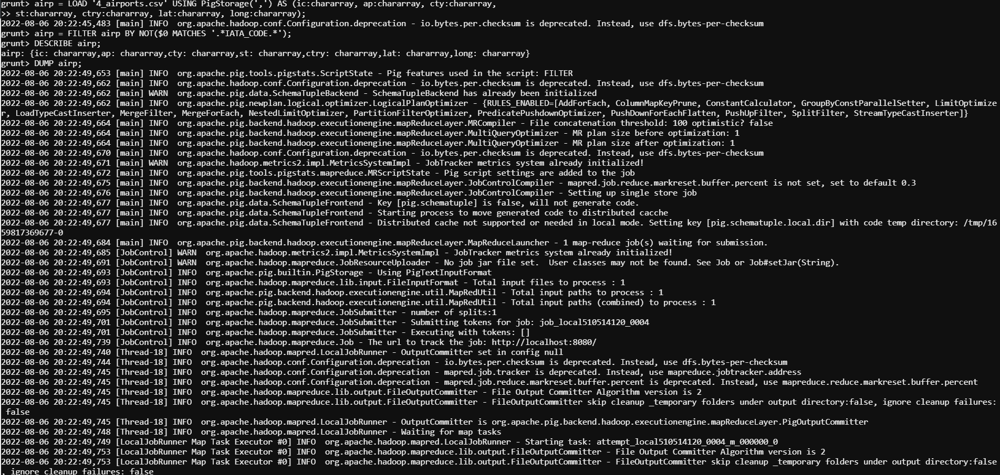 grunt> airp = LOAD '4_airports.csv' USING PigStorage(',') AS (ic:chararray, ap:chararray, cty:chararray,
>> st:chararray, ctry:chararray, lat:chararray, long:chararray);
2022-08-06 20:22:45,483 [main] INFO  org.apache.hadoop.conf.Configuration.deprecation - io.bytes.per.checksum is deprecated. Instead, use dfs.bytes-per-checksum
grunt> airp = FILTER airp BY NOT($0 MATCHES '.*IATA_CODE.*');
grunt> DESCRIBE airp;
airp: {ic: chararray,ap: chararray,cty: chararray,st: chararray,ctry: chararray,lat: chararray,long: chararray}
grunt> DUMP airp;
2022-08-06 20:22:49,653 [main] INFO  org.apache.pig.tools.pigstats.ScriptState - Pig features used in the script: FILTER
2022-08-06 20:22:49,662 [main] INFO  org.apache.hadoop.conf.Configuration.deprecation - io.bytes.per.checksum is deprecated. Instead, use dfs.bytes-per-checksum
2022-08-06 20:22:49,662 [main] WARN  org.apache.pig.data.SchemaTupleBackend - SchemaTupleBackend has already been initialized
2022-08-06 20:22:49,662 [main] INFO  org.apache.pig.newplan.logical.optimizer.LogicalPlanOptimizer - {RULES_ENABLED=[AddForEach, ColumnMapKeyPrune, ConstantCalculator, GroupByConstParallelSetter, LimitOptimize
r, LoadTypeCastInserter, MergeFilter, MergeForEach, NestedLimitOptimizer, PartitionFilterOptimizer, PredicatePushdownOptimizer, PushDownForEachFlatten, PushUpFilter, SplitFilter, StreamTypeCastInserter]}
2022-08-06 20:22:49,664 [main] INFO  org.apache.pig.backend.hadoop.executionengine.mapReduceLayer.MRCompiler - File concatenation threshold: 100 optimistic? false
2022-08-06 20:22:49,664 [main] INFO  org.apache.pig.backend.hadoop.executionengine.mapReduceLayer.MultiQueryOptimizer - MR plan size before optimization: 1
2022-08-06 20:22:49,664 [main] INFO  org.apache.pig.backend.hadoop.executionengine.mapReduceLayer.MultiQueryOptimizer - MR plan size after optimization: 1
2022-08-06 20:22:49,670 [main] INFO  org.apache.hadoop.conf.Configuration.deprecation - io.bytes.per.checksum is deprecated. Instead, use dfs.bytes-per-checksum
2022-08-06 20:22:49,671 [main] WARN  org.apache.hadoop.metrics2.impl.MetricsSystemImpl - JobTracker metrics system already initialized!
2022-08-06 20:22:49,672 [main] INFO  org.apache.pig.tools.pigstats.mapreduce.MRScriptState - Pig script settings are added to the job
2022-08-06 20:22:49,675 [main] INFO  org.apache.pig.backend.hadoop.executionengine.mapReduceLayer.JobControlCompiler - mapred.job.reduce.markreset.buffer.percent is not set, set to default 0.3
2022-08-06 20:22:49,676 [main] INFO  org.apache.pig.backend.hadoop.executionengine.mapReduceLayer.JobControlCompiler - Setting up single store job
2022-08-06 20:22:49,677 [main] INFO  org.apache.pig.data.SchemaTupleFrontend - Key [pig.schematuple] is false, will not generate code.
2022-08-06 20:22:49,677 [main] INFO  org.apache.pig.data.SchemaTupleFrontend - Starting process to move generated code to distributed cacche
2022-08-06 20:22:49,677 [main] INFO  org.apache.pig.data.SchemaTupleFrontend - Distributed cache not supported or needed in local mode. Setting key [pig.schematuple.local.dir] with code temp directory: /tmp/16
59817369677-0
2022-08-06 20:22:49,684 [main] INFO  org.apache.pig.backend.hadoop.executionengine.mapReduceLayer.MapReduceLauncher - 1 map-reduce job(s) waiting for submission.
2022-08-06 20:22:49,685 [JobControl] WARN  org.apache.hadoop.metrics2.impl.MetricsSystemImpl - JobTracker metrics system already initialized!
2022-08-06 20:22:49,691 [JobControl] WARN  org.apache.hadoop.mapreduce.JobResourceUploader - No job jar file set.  User classes may not be found. See Job or Job#setJar(String).
2022-08-06 20:22:49,693 [JobControl] INFO  org.apache.pig.builtin.PigStorage - Using PigTextInputFormat
2022-08-06 20:22:49,693 [JobControl] INFO  org.apache.hadoop.mapreduce.lib.input.FileInputFormat - Total input files to process : 1
2022-08-06 20:22:49,694 [JobControl] INFO  org.apache.pig.backend.hadoop.executionengine.util.MapRedUtil - Total input paths to process : 1
2022-08-06 20:22:49,694 [JobControl] INFO  org.apache.pig.backend.hadoop.executionengine.util.MapRedUtil - Total input paths (combined) to process : 1
2022-08-06 20:22:49,695 [JobControl] INFO  org.apache.hadoop.mapreduce.JobSubmitter - number of splits:1
2022-08-06 20:22:49,701 [JobControl] INFO  org.apache.hadoop.mapreduce.JobSubmitter - Submitting tokens for job: job_local510514120_0004
2022-08-06 20:22:49,701 [JobControl] INFO  org.apache.hadoop.mapreduce.JobSubmitter - Executing with tokens: []
2022-08-06 20:22:49,739 [JobControl] INFO  org.apache.hadoop.mapreduce.Job - The url to track the job: http://localhost:8080/
2022-08-06 20:22:49,740 [Thread-18] INFO  org.apache.hadoop.mapred.LocalJobRunner - OutputCommitter set in config null
2022-08-06 20:22:49,744 [Thread-18] INFO  org.apache.hadoop.conf.Configuration.deprecation - io.bytes.per.checksum is deprecated. Instead, use dfs.bytes-per-checksum
2022-08-06 20:22:49,745 [Thread-18] INFO  org.apache.hadoop.conf.Configuration.deprecation - mapred.job.tracker is deprecated. Instead, use mapreduce.jobtracker.address
2022-08-06 20:22:49,745 [Thread-18] INFO  org.apache.hadoop.conf.Configuration.deprecation - mapred.job.reduce.markreset.buffer.percent is deprecated. Instead, use mapreduce.reduce.markreset.buffer.percent
2022-08-06 20:22:49,745 [Thread-18] INFO  org.apache.hadoop.mapreduce.lib.output.FileOutputCommitter - File Output Committer Algorithm version is 2
2022-08-06 20:22:49,745 [Thread-18] INFO  org.apache.hadoop.mapreduce.lib.output.FileOutputCommitter - FileOutputCommitter skip cleanup _temporary folders under output directory:false, ignore cleanup failures:
 false
2022-08-06 20:22:49,745 [Thread-18] INFO  org.apache.hadoop.mapred.LocalJobRunner - OutputCommitter is org.apache.pig.backend.hadoop.executionengine.mapReduceLayer.PigOutputCommitter
2022-08-06 20:22:49,748 [Thread-18] INFO  org.apache.hadoop.mapred.LocalJobRunner - Waiting for map tasks
2022-08-06 20:22:49,749 [LocalJobRunner Map Task Executor #0] INFO  org.apache.hadoop.mapred.LocalJobRunner - Starting task: attempt_local510514120_0004_m_000000_0
2022-08-06 20:22:49,753 [LocalJobRunner Map Task Executor #0] INFO  org.apache.hadoop.mapreduce.lib.output.FileOutputCommitter - File Output Committer Algorithm version is 2
2022-08-06 20:22:49,753 [LocalJobRunner Map Task Executor #0] INFO  org.apache.hadoop.mapreduce.lib.output.FileOutputCommitter - FileOutputCommitter skip cleanup _temporary folders under output directory:false
, ignore cleanup failures: false